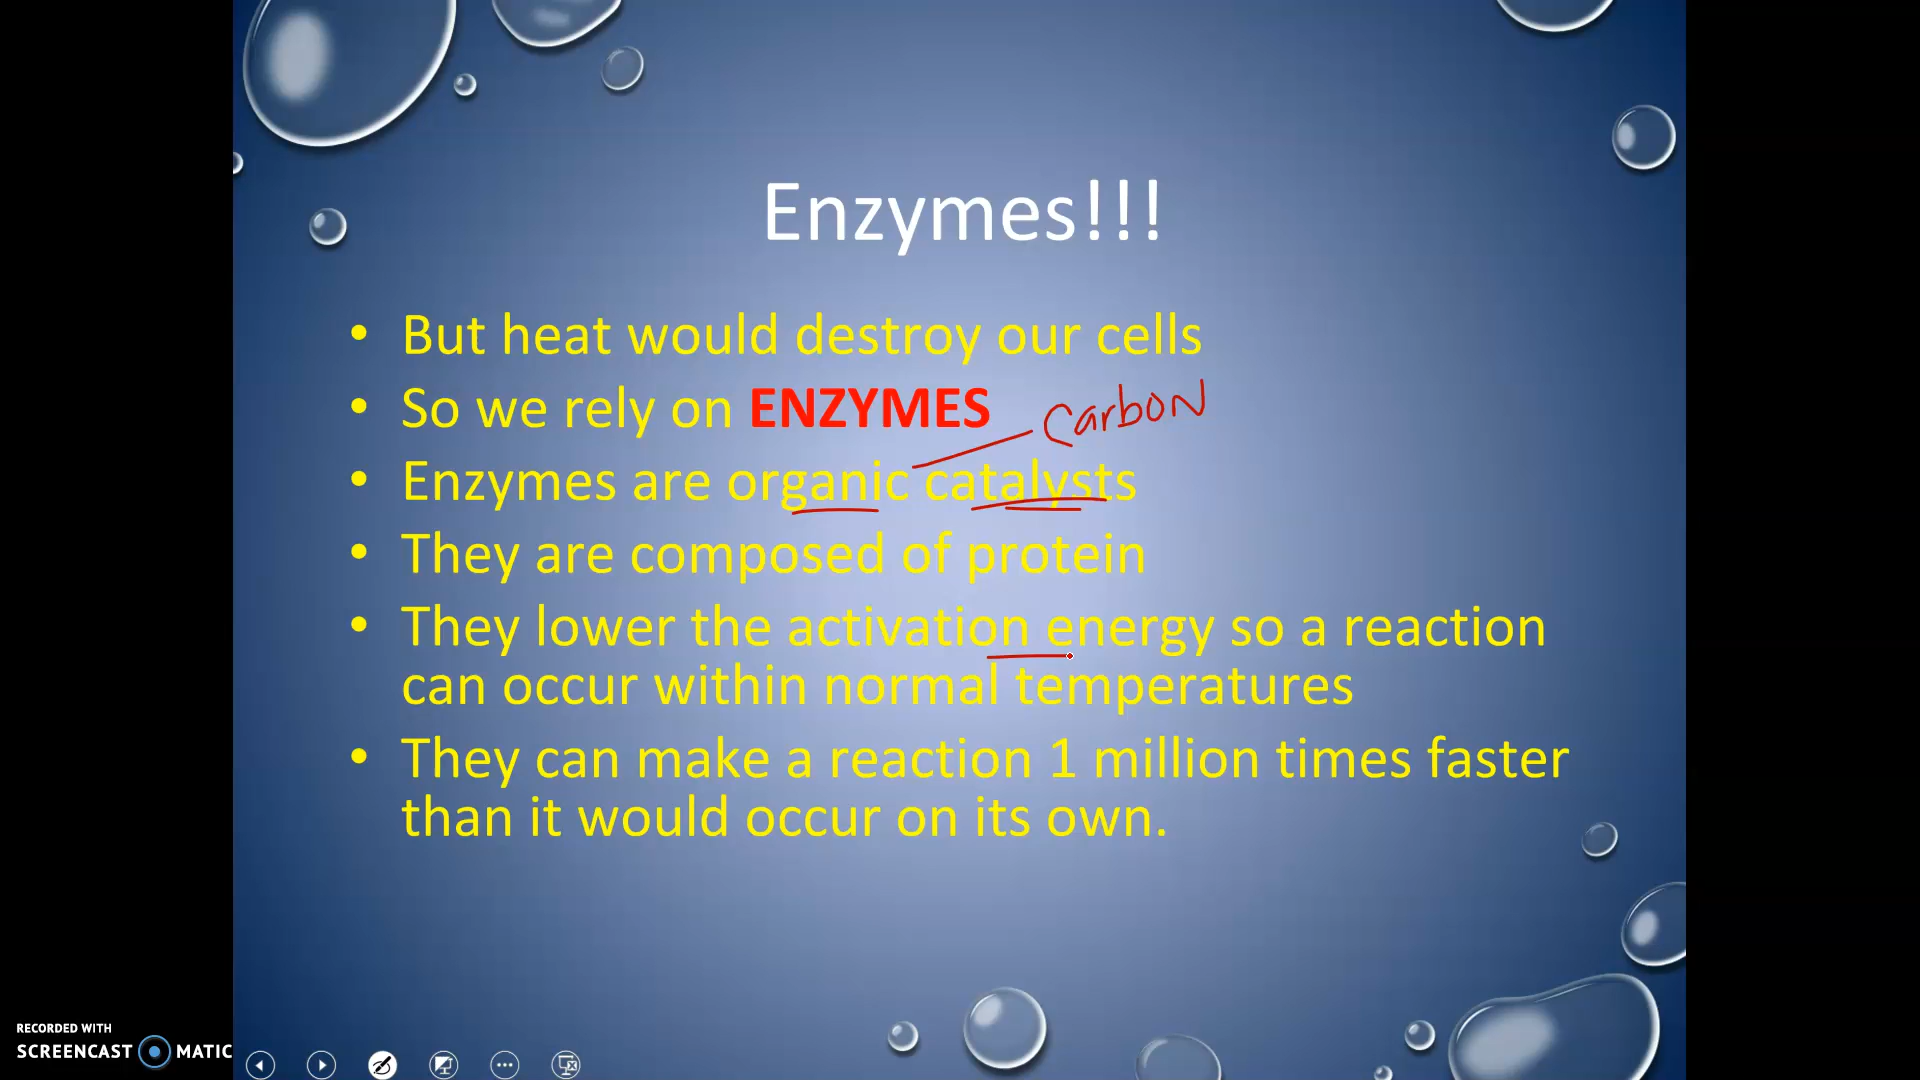 Enzymes!!!
• But heat would destroy our cells
• So we rely on ENZYMES
carbon
• Enzymes are organic catalysts
• They are composed of protein
• They lower the activation energy so a reaction
can occur within normal temperatures
• They can make a reaction 1 million times faster
than it would occur on its own.
RECORDED WITH
SCREENCAST MATIC